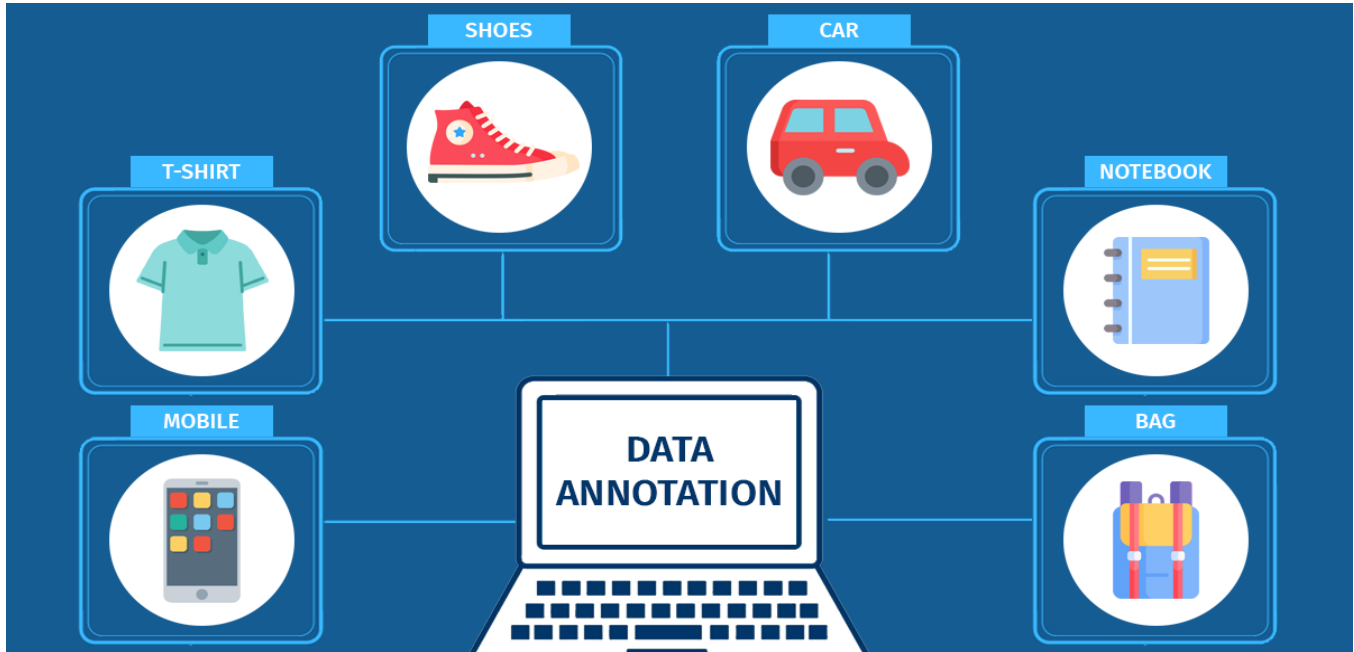 SHOES
CAR
T-SHIRT
NOTEBOOK
MOBILE
BAG
DATA
ANNOTATION